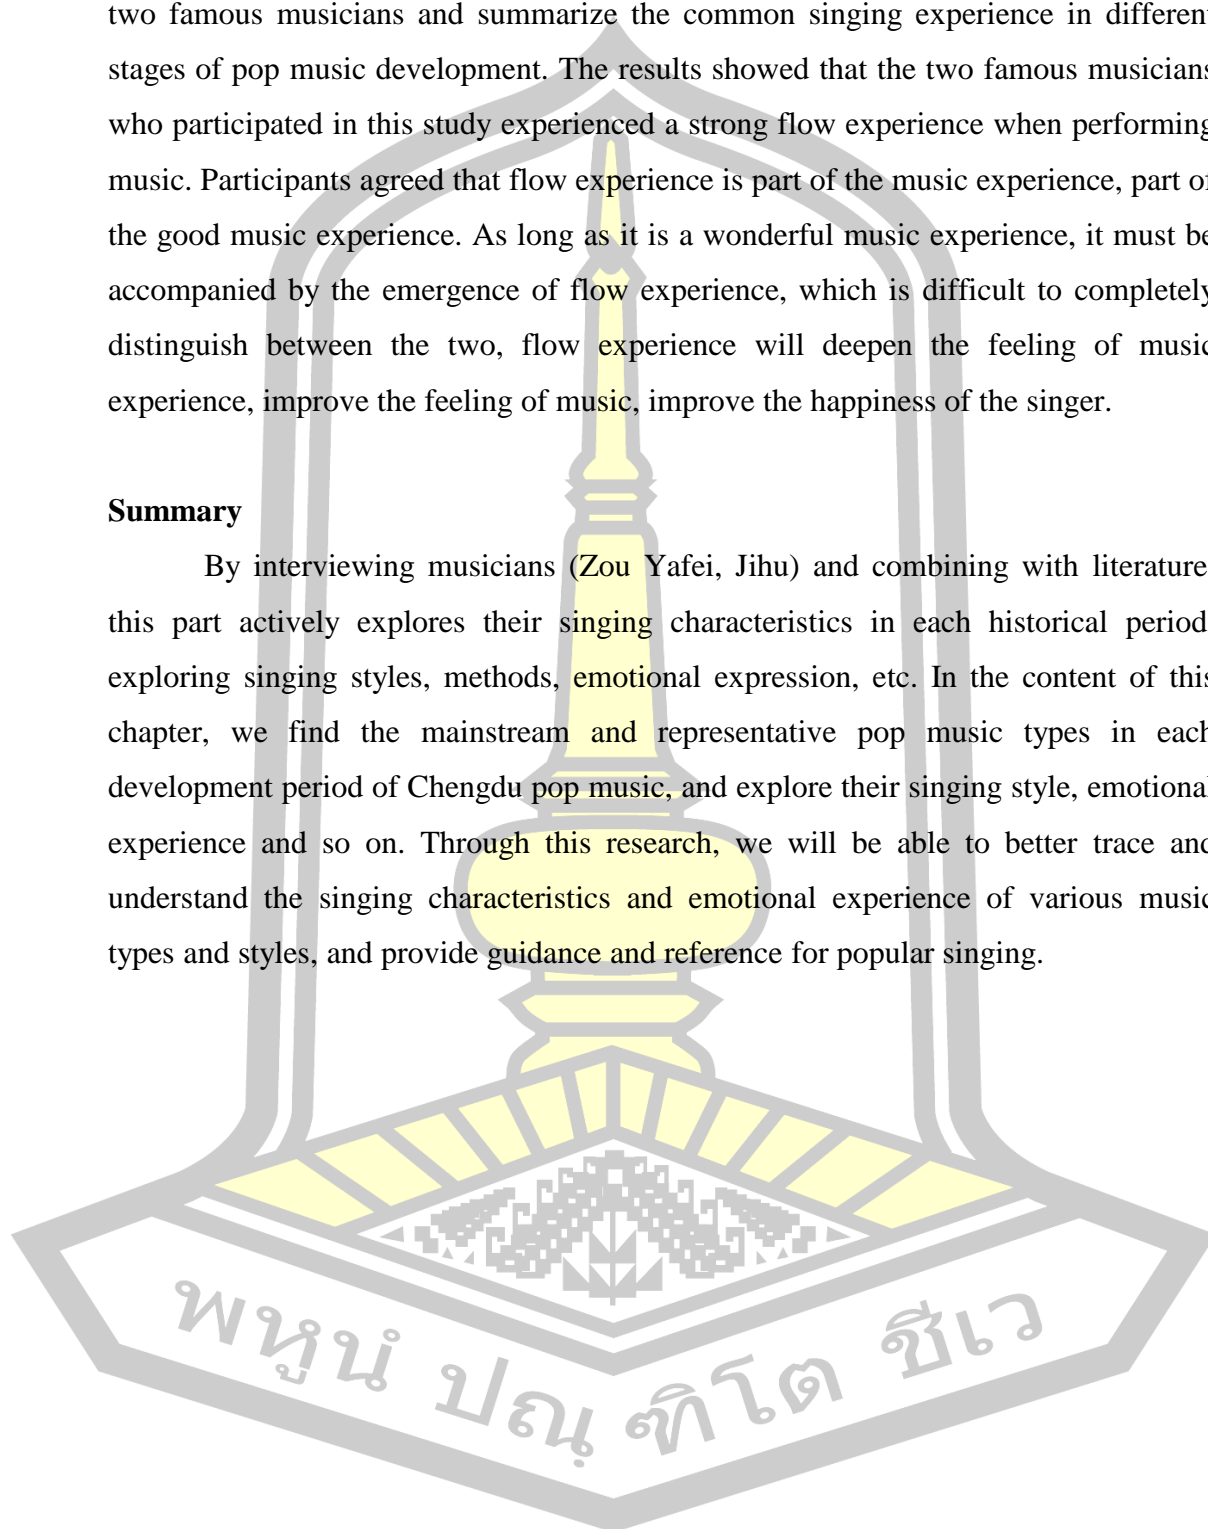 two famous musicians and summarize the common singing experience in different
stages of pop music development. The results showed that the two famous musicians
who participated in this study experienced a strong flow experience when performing
music. Participants agreed that flow experience is part of the music experience, part of
the good music experience. As long as it is a wonderful music experience, it must be
accompanied by the emergence of flow experience, which is difficult to completely
distinguish between the two, flow experience will deepen the feeling of music
experience, improve the feeling of music, improve the happiness of the singer.
Summary
By interviewing musicians (Zou Yafei, Jihu) and combining with literature
this part actively explores their singing characteristics in each historical period
exploring singing styles, methods, emotional expression, etc. In the content of this
chapter, we find the mainstream and representative pop music types in each
development period of Chengdu pop music, and explore their singing style, emotional
experience and so on. Through this research, we will be able to better trace and
understand the singing characteristics and emotional experience of various music
types and styles, and provide guidance and reference for popular singing.
พหูนํ ปณฺฑิโต ชีเว